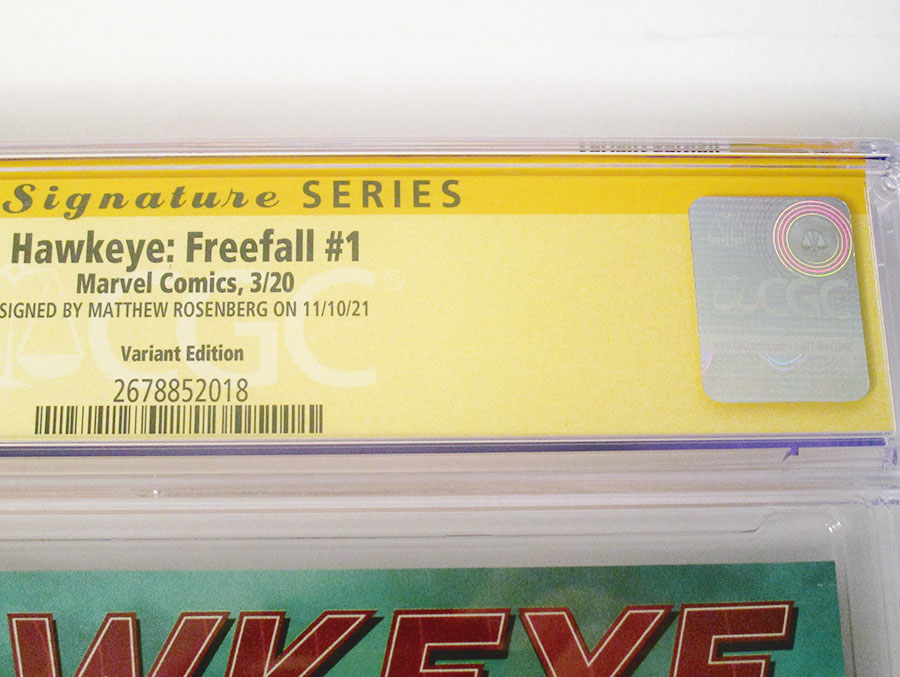 Signature SERIES
Hawkeye: Freefall #1
Marvel Comics, 3/20
SIGNED BY MATTHEW ROSENBERG ON 11/10/21
CGC
Variant Edition
2678852018
CGC
WKEYE